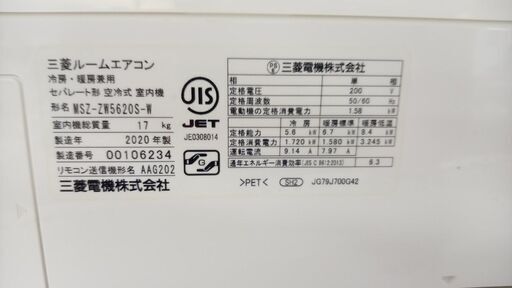 三菱ルームエアコン
冷房・暖房兼用
セパレート形 空冷式 室内機
形名 MSZ-ZW5620S-W
室内機総質量 17 kg
製造年 2020 年製
製造番号 00106234
リモコン送信機形名 AAG202
三菱電機株式会社
JIS
JET
JE0308014
PS E 三菱電機株式会社
相 単
定格電圧 200 V
定格周波数 50/60 Hz
電動機の定格消費電力 1.58
冷房 暖房標準 暖房低温
定格能力 5.6 kW 6.7 kW 8.4 kW
定格消費電力 1.720 kW 1.580 kW 3.245 kW
運転電流 9.14 A 7.97 A
通年エネルギー消費効率(JIS C 9612:2013) 6.3
>PET< SH2 JG79J700G42